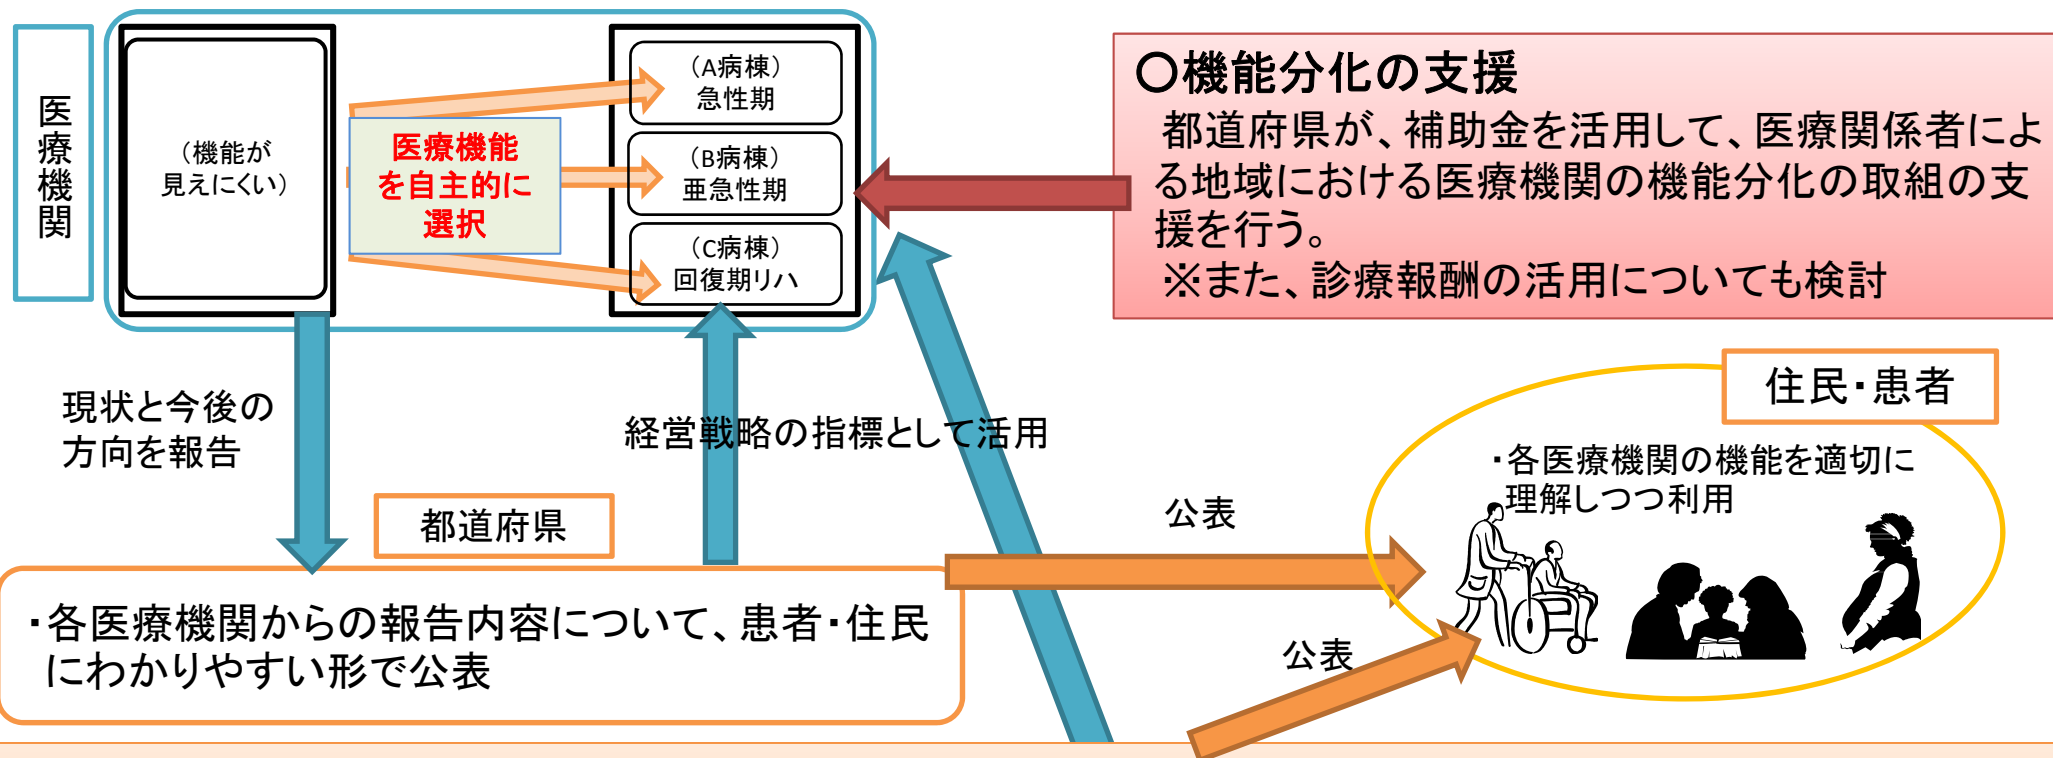 医療機関
（機能が
見えにくい）
医療機能
を自主的に
選択
（A病棟）
急性期
（B病棟）
亜急性期
（C病棟）
回復期リハ
〇機能分化の支援
都道府県が、補助金を活用して、医療関係者によ
る地域における医療機関の機能分化の取組の支
援を行う。
※また、診療報酬の活用についても検討
現状と今後の
方向を報告
経営戦略の指標として活用
住民・患者
・各医療機関の機能を適切に
理解しつつ利用
都道府県
公表
・各医療機関からの報告内容について、患者・住民
にわかりやすい形で公表
公表